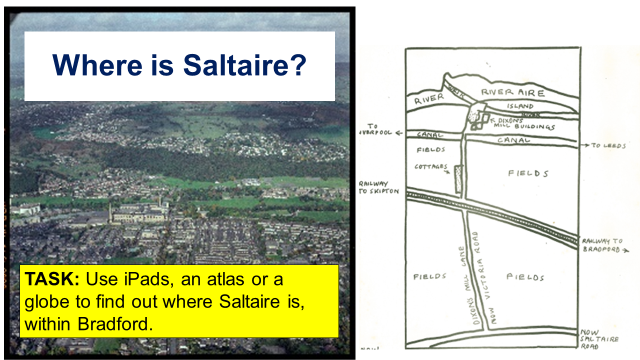 Where is Saltaire?
TASK: Use iPads, an atlas or a
globe to find out where Saltaire is,
within Bradford.
RIVER
WEIR
RIVER AIRE
ISLAND
RIVER
DIXONS
MILL BUILDINGS
TO
LIVERPOOL
CANAL
CANAL
TO LEEDS
FIELDS
COTTAGES
FIELDS
RAILWAY
TO SKIPTON
RAILWAY TO
BRADFORD
FIELDS
DIXONS MILL LANE
NOW VICTORIA ROAD
FIELDS
NOW
SALTAIRE
ROAD